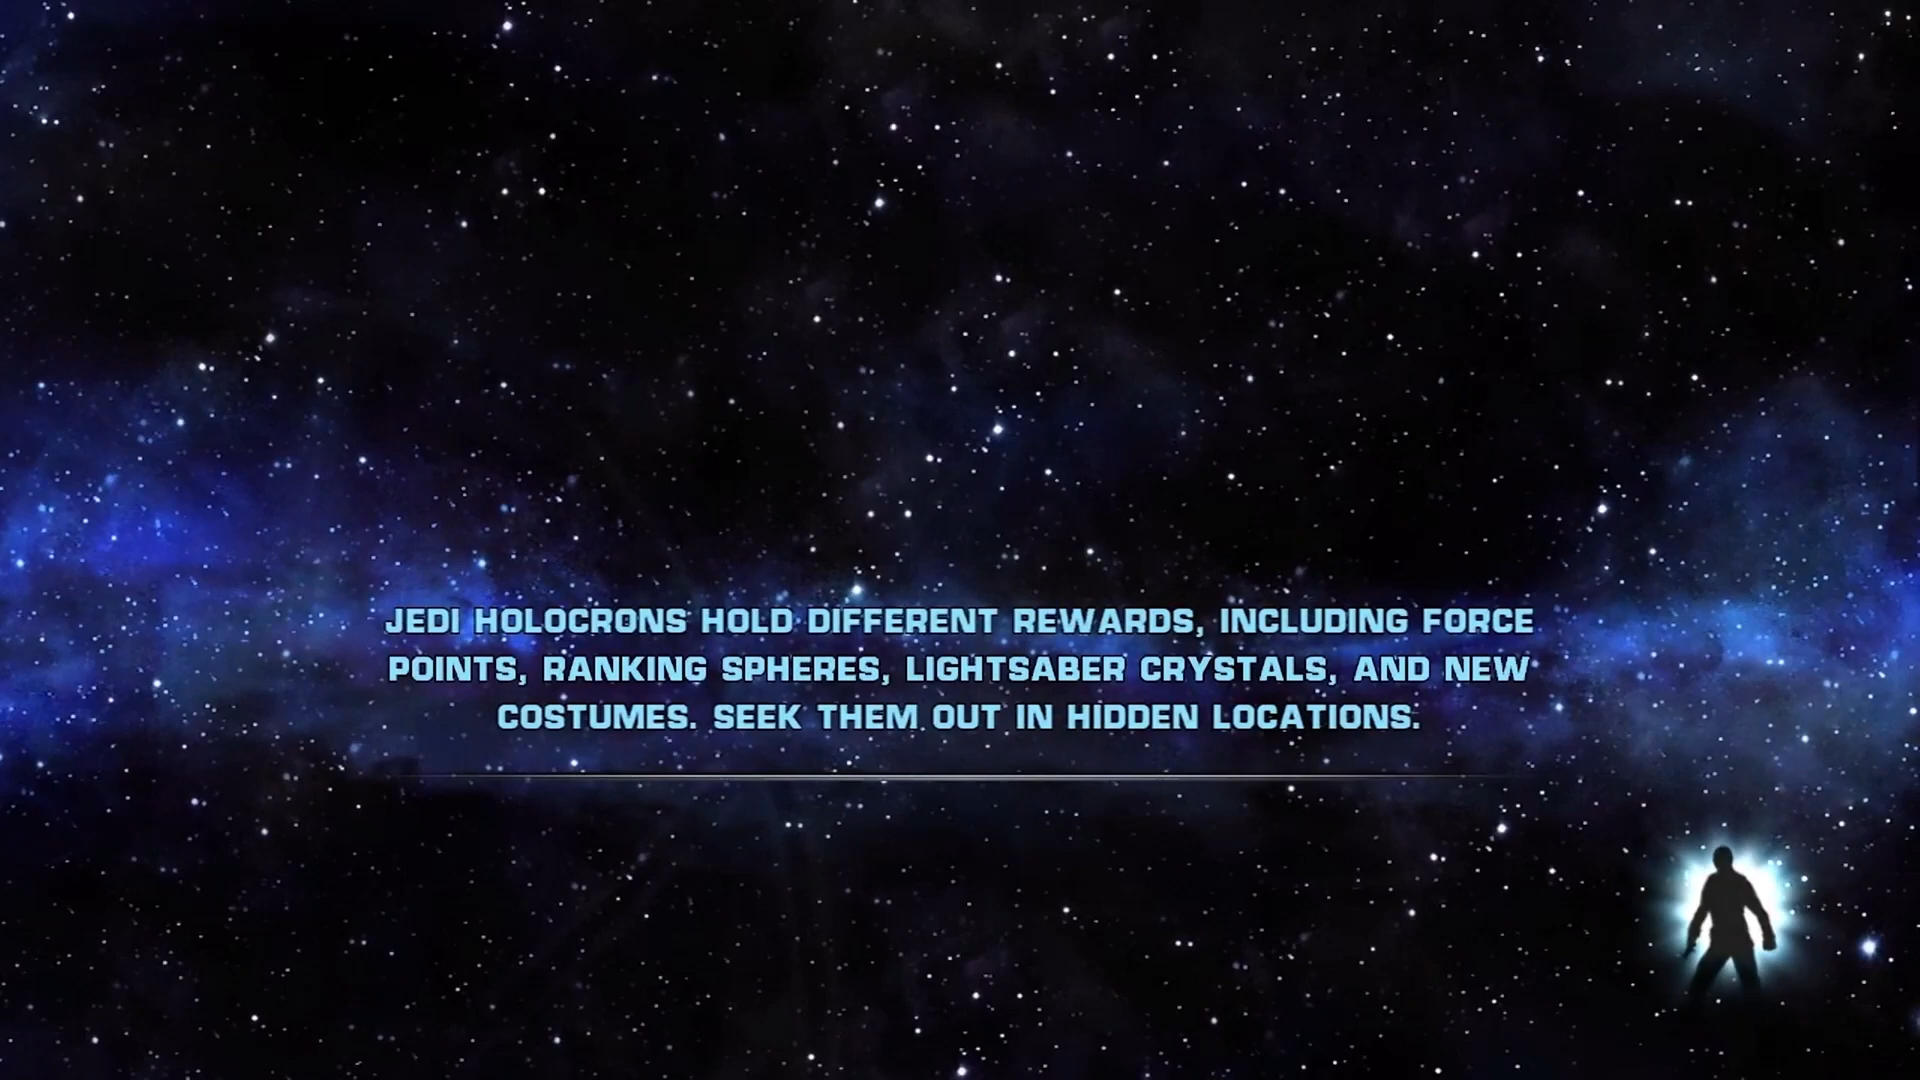 JEDI HOLOCRONS HOLD DIFFERENT REWARDS, INCLUDING FORCE
POINTS, RANKING SPHERES, LIGHTSABER CRYSTALS, AND NEW
COSTUMES. SEEK THEM OUT IN HIDDEN LOCATIONS.